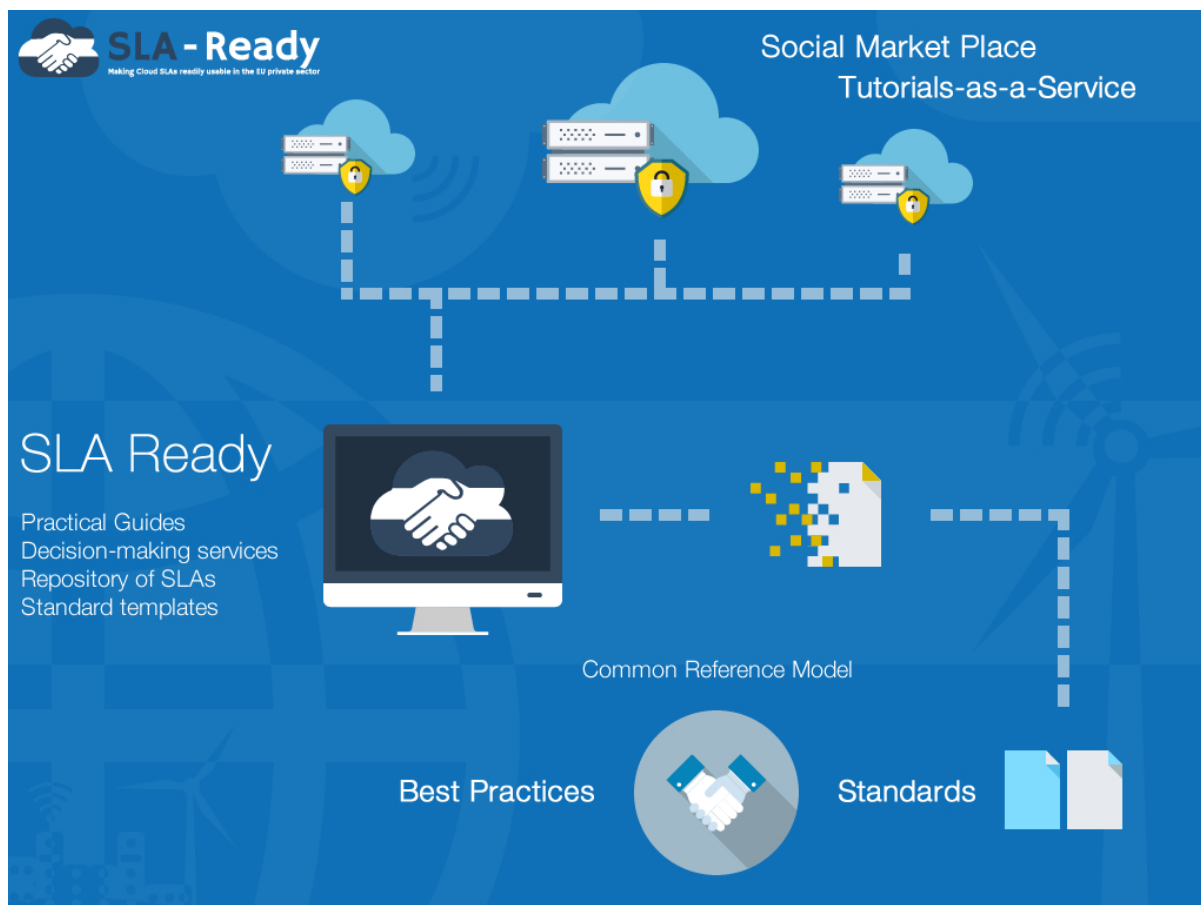 SLA-Ready
Making Cloud SLAs readily usable in the EU private sector
Social Market Place
Tutorials-as-a-Service
SLA Ready
Practical Guides
Decision-making services
Repository of SLAs
Standard templates
Common Reference Model
Best Practices
Standards